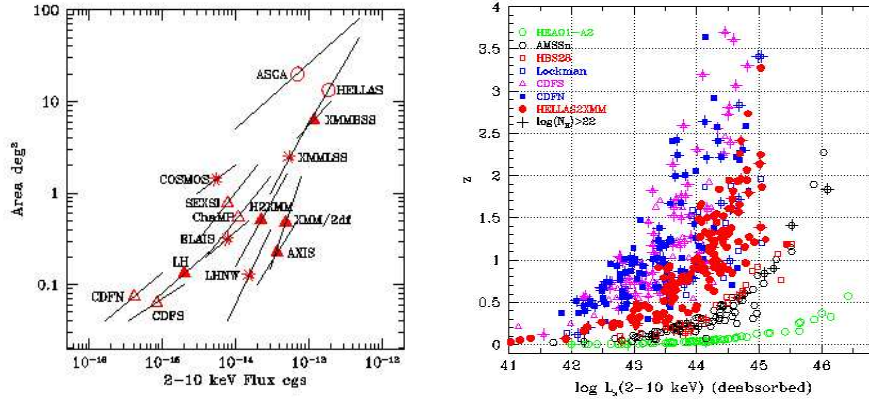 100
10
1
0.1
Area deg²
ASCA
HELLAS
XMMBSS
XMMLSS
COSMOS
SEXSI
ChaMP
H2XMM
XMM/2df
ELAIS
AXIS
LH
LHNW
CDFN
CDFS
10⁻¹⁶ 10⁻¹⁵ 10⁻¹⁴ 10⁻¹³ 10⁻¹²
2-10 keV Flux cgs
4
3.5
3
2.5
2
1.5
1
0.5
0
z
HEAO1-A2
AMSSn
HBS28
Lockman
CDFS
CDFN
HELLAS2XMM
log(N_H)>22
41 42 43 44 45 46
log Lₓ(2-10 keV) (deabsorbed)